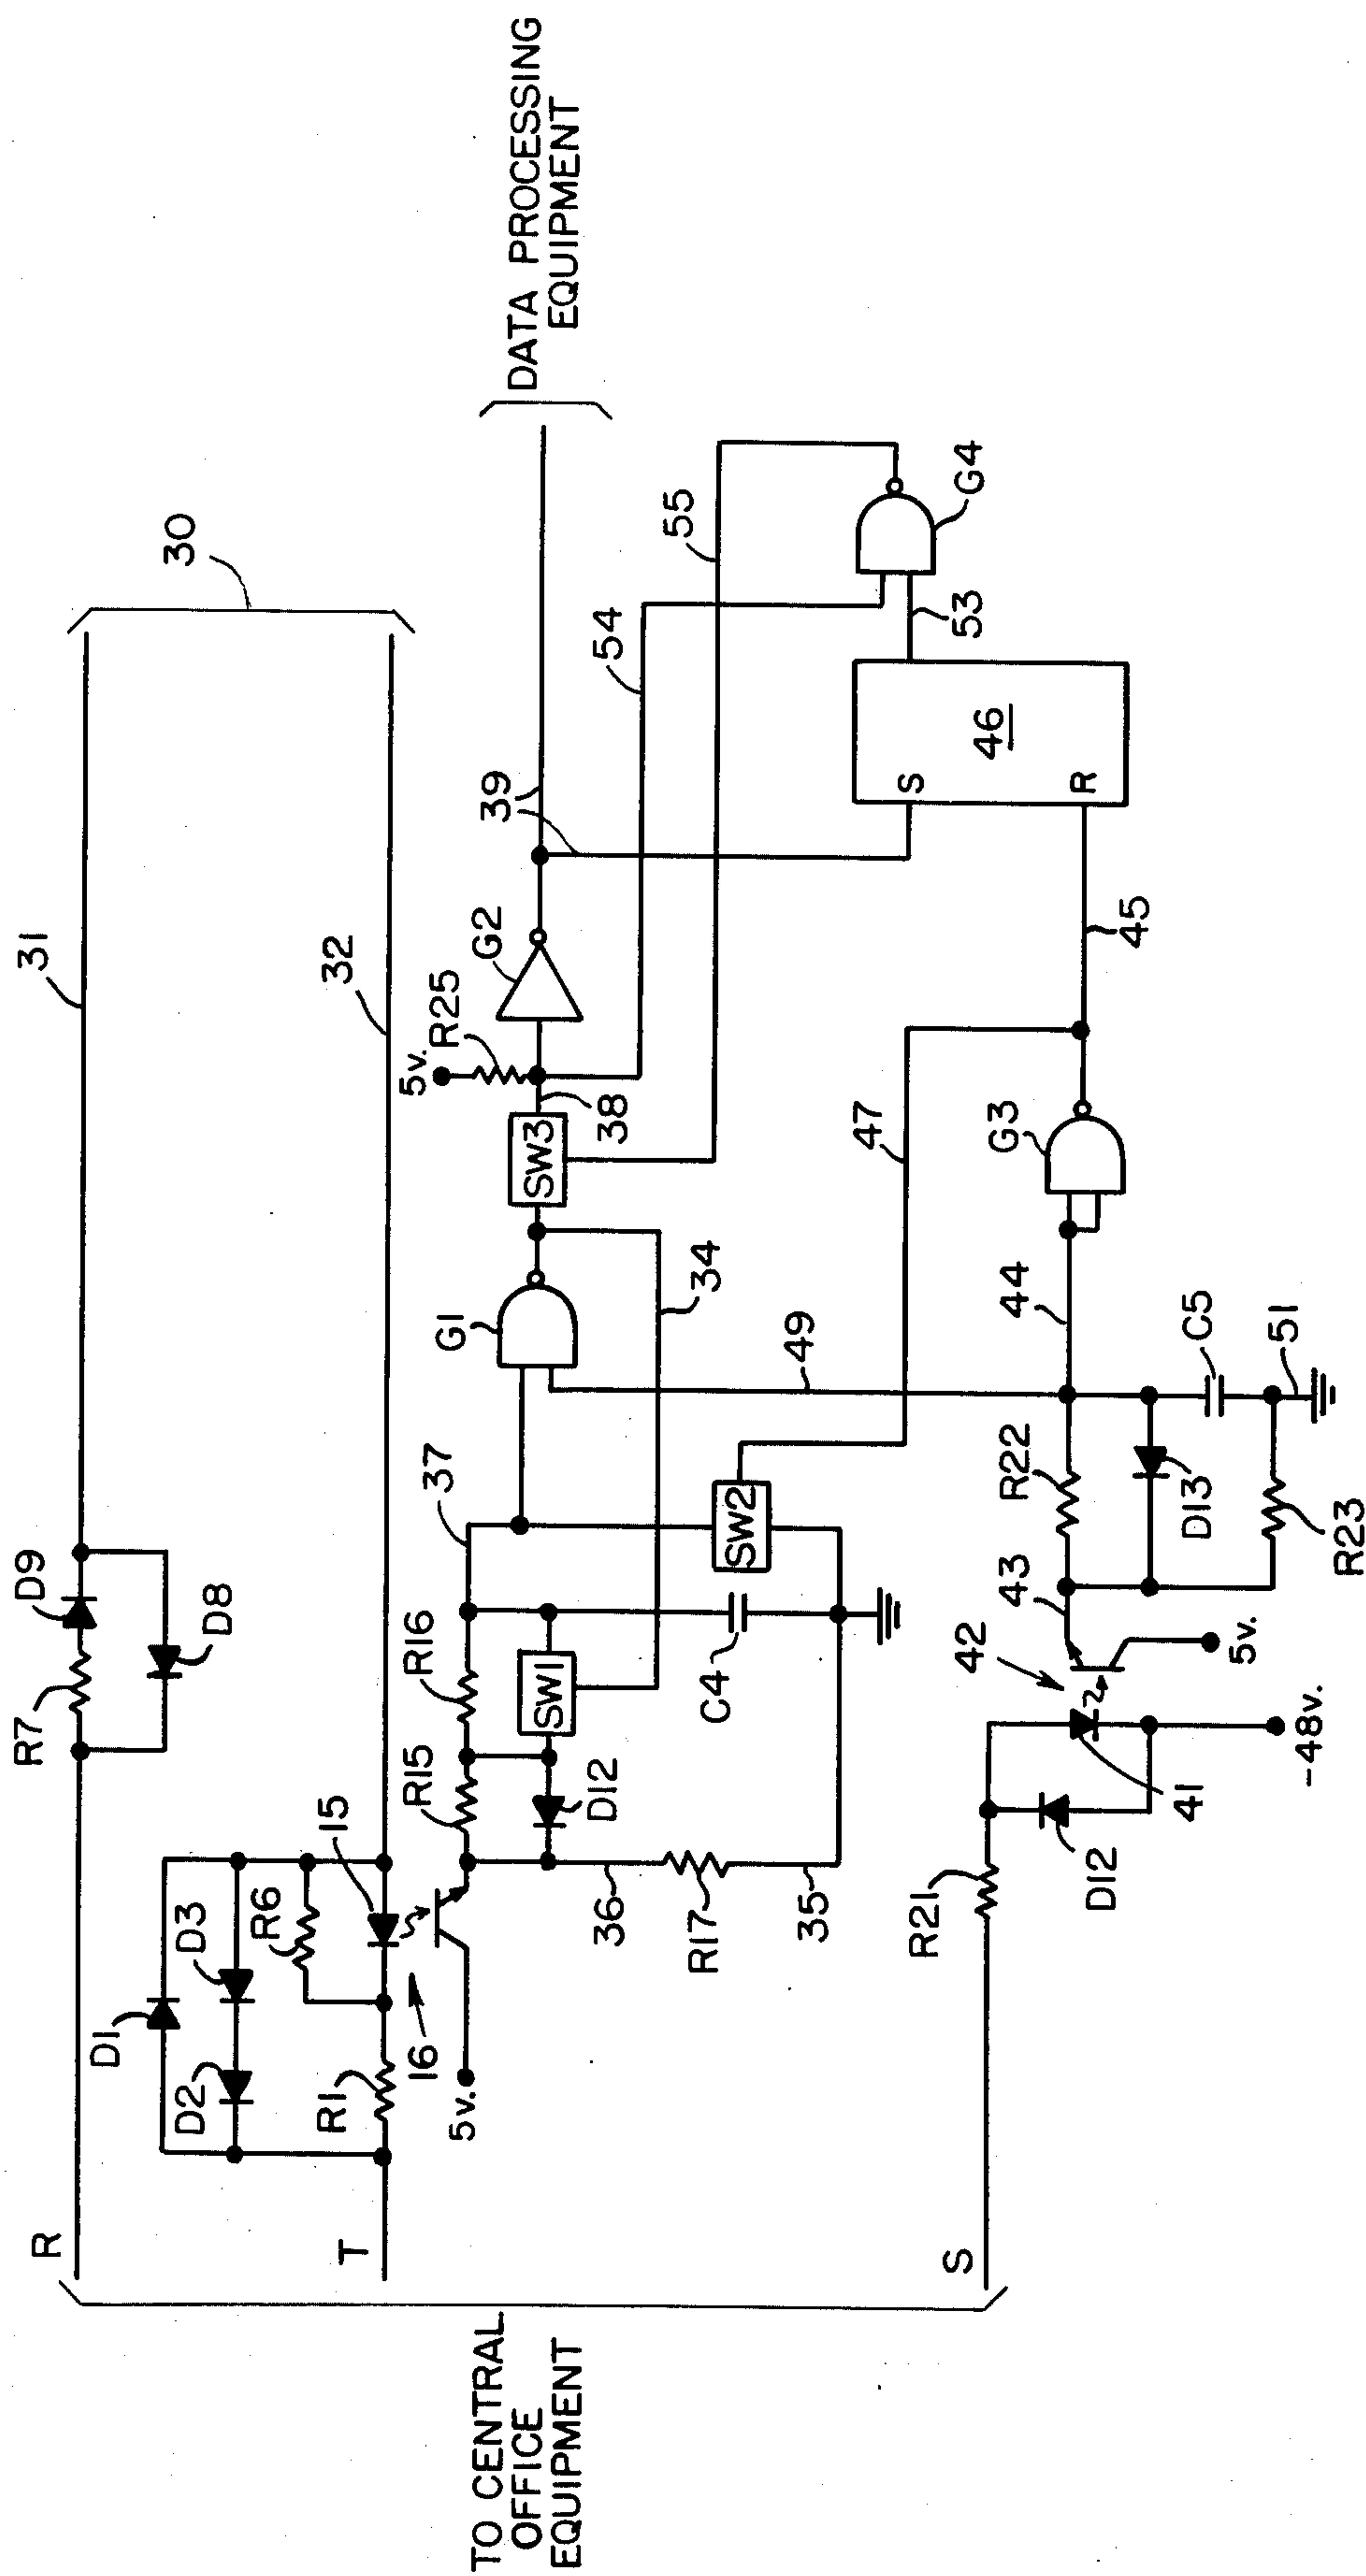 TO CENTRAL
OFFICE
EQUIPMENT
R
T
S
R7
D9
D8
31
30
D1
D2
D3
R6
R1
15
32
16
5v.
R15
R16
37
SW1
D12
36
R17
35
C4
SW2
G1
34
49
SW3
38
5v.
R25
G2
39
54
55
DATA PROCESSING
EQUIPMENT
47
S
R
46
53
G4
45
G3
44
R21
D12
41
-48v.
42
43
5v.
R22
D13
R23
C5
51